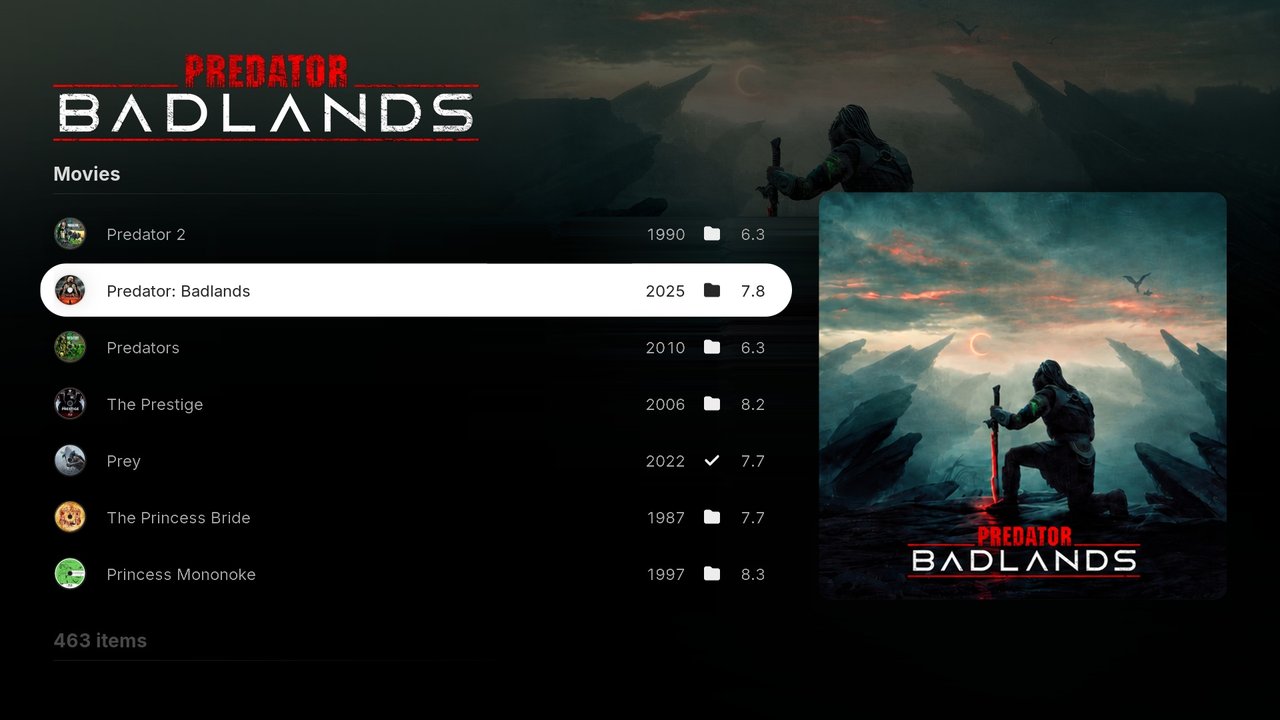 PREDATOR
BADLANDS
Movies
Predator 2 1990 6.3
Predator: Badlands 2025 7.8
Predators 2010 6.3
The Prestige 2006 8.2
Prey 2022 7.7
The Princess Bride 1987 7.7
Princess Mononoke 1997 8.3
463 items
PREDATOR
BADLANDS